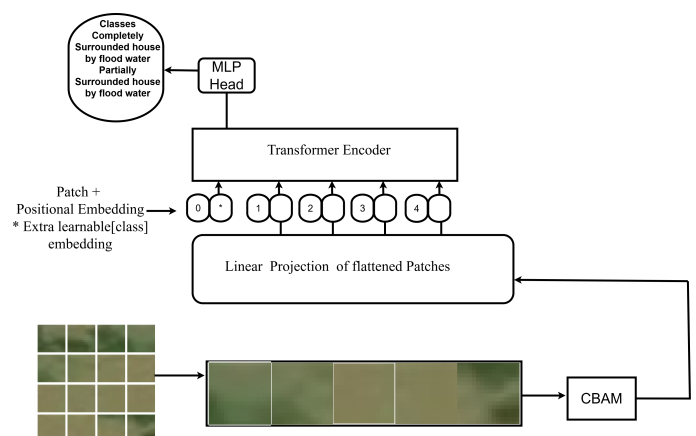 Classes
Completely
Surrounded house
by flood water
Partially
Surrounded house
by flood water
MLP
Head
Transformer Encoder
Patch +
Positional Embedding
* Extra learnable[class]
embedding
0 * 1 2 3 4
Linear Projection of flattened Patches
CBAM